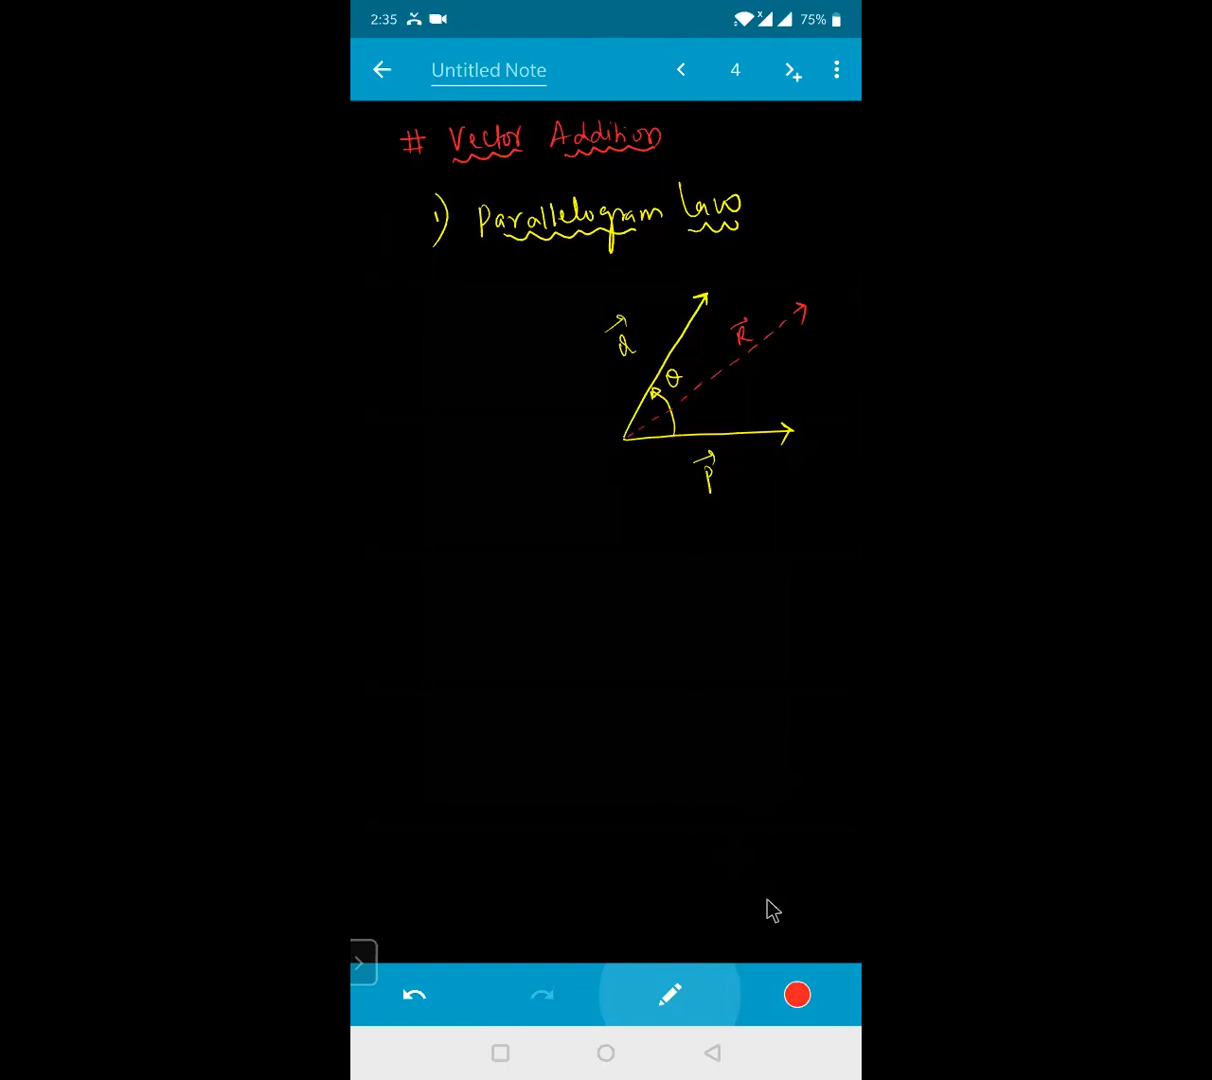 2:35 75%
Untitled Note 4
# Vector Addition
1) Parallelogram Law
R
Q
θ
P